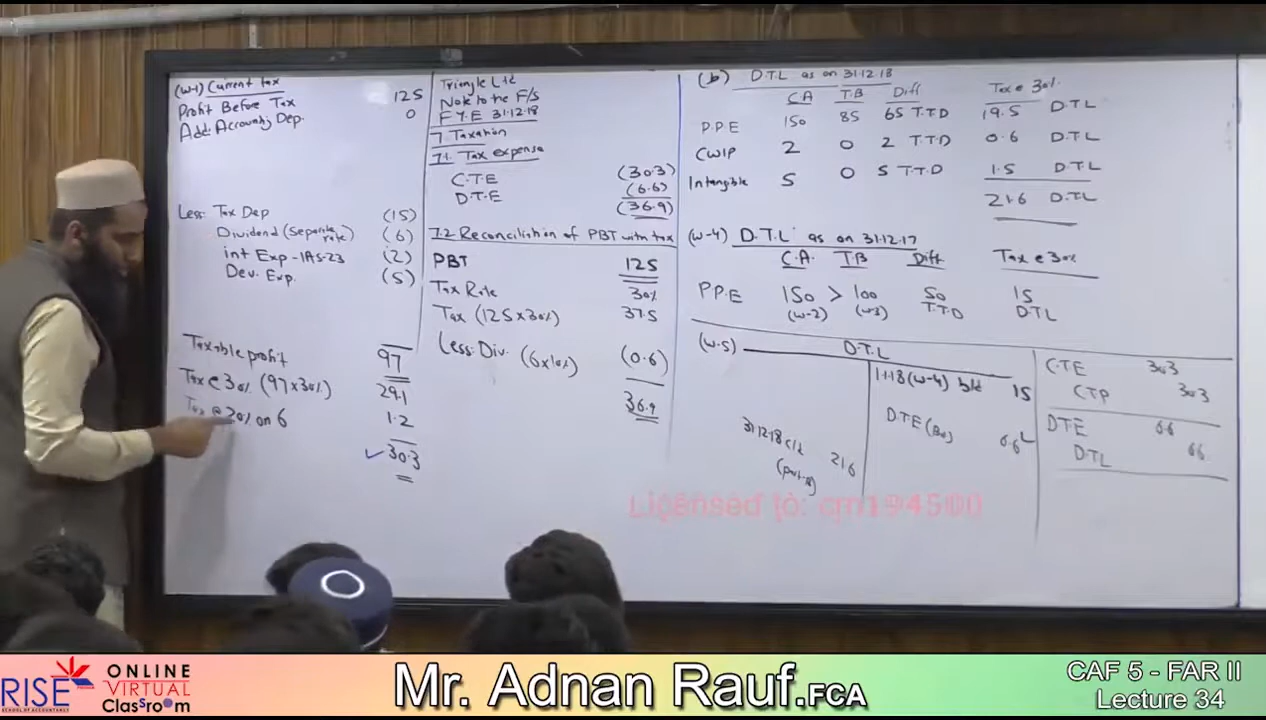 (W-1) Current tax
Profit Before Tax 125
Add: Accounting Dep. 0
Less: Tax Dep (15)
Dividend (Separate rate) (6)
int Exp - IAS-23 (2)
Dev. Exp. (5)
Taxable profit 97
Tax @ 30% (97x30%) 29.1
Tax @ 20% on 6 1.2
✓30.3
Triangle Ltd
Note to the F/S
F.Y.E 31.12.18
7 Taxation
7.1 Tax expense
C.T.E (30.3)
D.T.E (6.6)
(36.9)
7.2 Reconciliation of PBT with tax
PBT 125
Tax Rate 30%
Tax (125x30%) 37.5
Less: Div. (6x10%) (0.6)
36.9
(b) D.T.L as on 31.12.18
C.A T.B Diff Tax @ 30%
P.P.E 150 85 65 T.T.D 19.5 D.T.L
CWIP 2 0 2 T.T.D 0.6 D.T.L
Intangible 5 0 5 T.T.D 1.5 D.T.L
21.6 D.T.L
(W-4) D.T.L as on 31.12.17
C.A. T.B Diff Tax @ 30%
P.P.E 150 > 100 50 15
(W-2) (W-3) T.T.D D.T.L
(W-5) D.T.L
1.1.18 (W-4) b/d 15
D.T.E (Bal) 6.6
31.12.18 c/d 21.6
C.T.E 30.3
CTP 30.3
D.T.E 6.6
D.T.L 6.6
Licensed to: cm194500
RISE
SCHOOL OF ACCOUNTANCY
ONLINE
VIRTUAL
Classroom
Mr. Adnan Rauf.FCA
CAF 5 - FAR II
Lecture 34